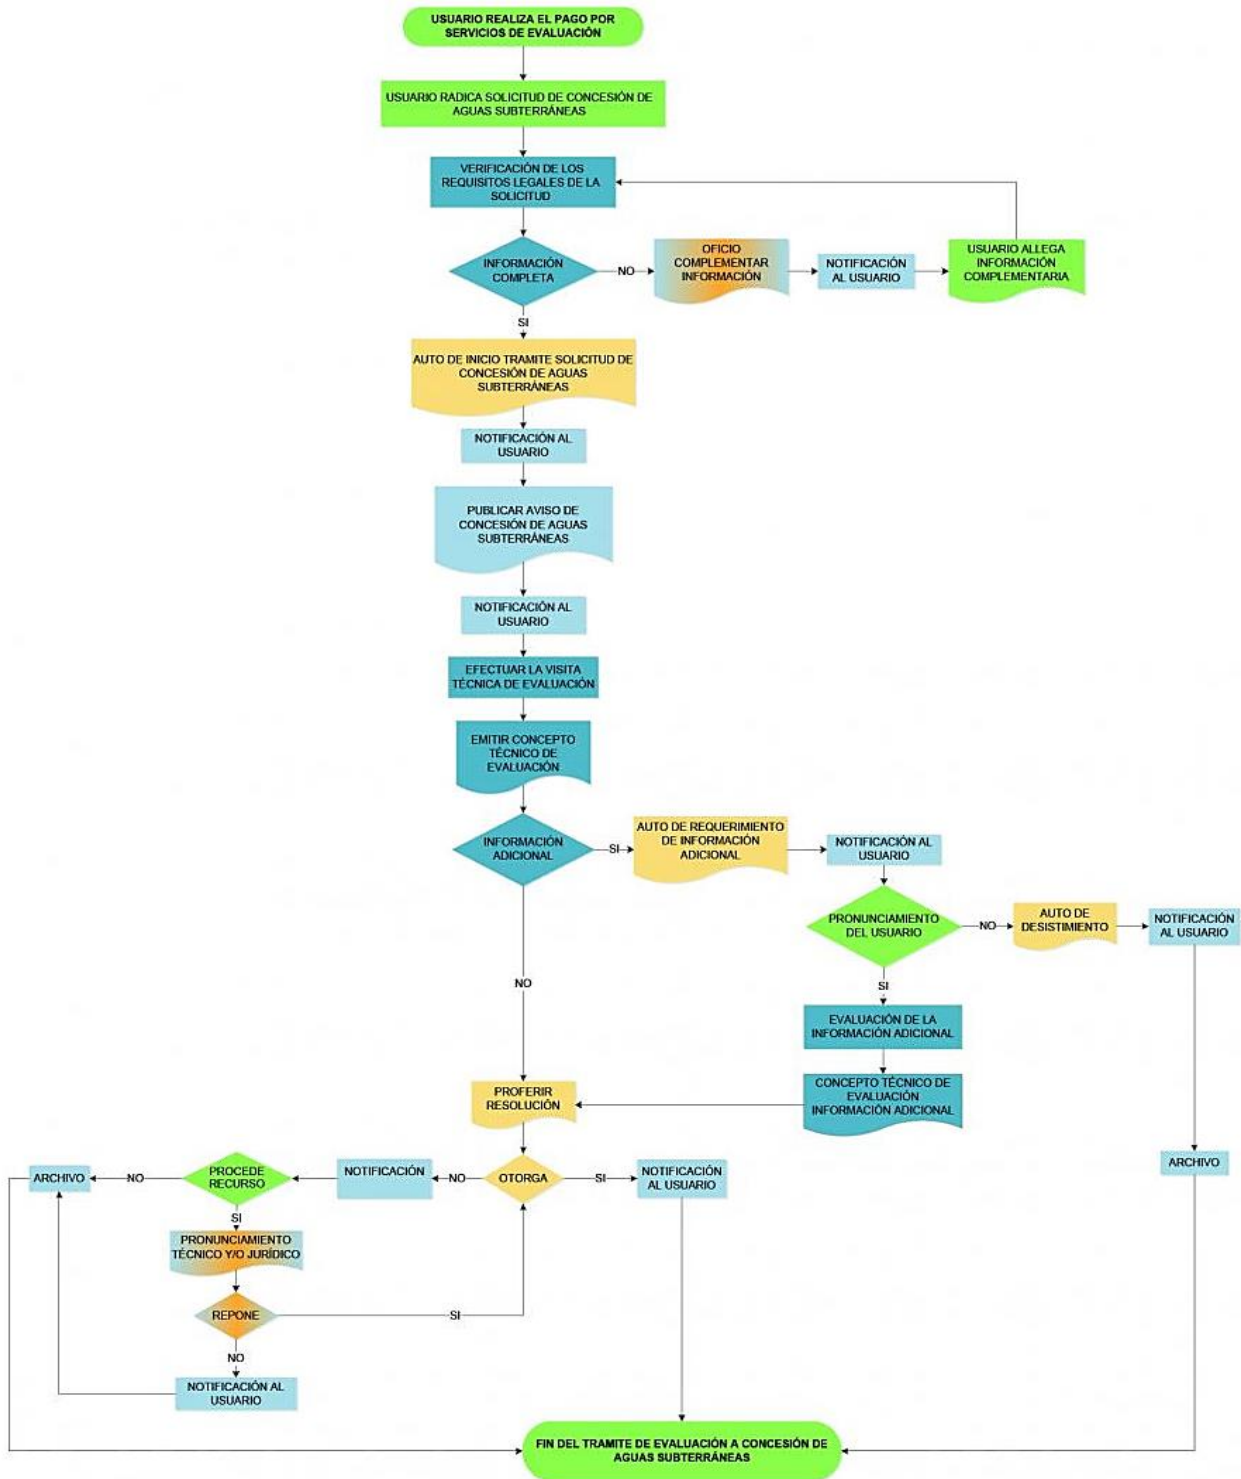 USUARIO REALIZA EL PAGO POR
SERVICIOS DE EVALUACIÓN
USUARIO RADICA SOLICITUD DE CONCESIÓN DE
AGUAS SUBTERRÁNEAS
VERIFICACIÓN DE LOS
REQUISITOS LEGALES DE LA
SOLICITUD
INFORMACIÓN
COMPLETA
NO
OFICIO
COMPLEMENTAR
INFORMACIÓN
NOTIFICACIÓN
AL USUARIO
USUARIO ALLEGA
INFORMACIÓN
COMPLEMENTARIA
SI
AUTO DE INICIO TRAMITE SOLICITUD DE
CONCESIÓN DE AGUAS
SUBTERRÁNEAS
NOTIFICACIÓN AL
USUARIO
PUBLICAR AVISO DE
CONCESIÓN DE AGUAS
SUBTERRÁNEAS
NOTIFICACIÓN AL
USUARIO
EFECTUAR LA VISITA
TÉCNICA DE EVALUACIÓN
EMITIR CONCEPTO
TÉCNICO DE
EVALUACIÓN
INFORMACIÓN
ADICIONAL
SI
AUTO DE REQUERIMIENTO
DE INFORMACIÓN
ADICIONAL
NOTIFICACIÓN AL
USUARIO
PRONUNCIAMIENTO
DEL USUARIO
NO
AUTO DE
DESISTIMIENTO
NOTIFICACIÓN
AL USUARIO
SI
NO
EVALUACIÓN DE LA
INFORMACIÓN ADICIONAL
CONCEPTO TÉCNICO DE
EVALUACIÓN
INFORMACIÓN ADICIONAL
PROFERIR
RESOLUCIÓN
ARCHIVO
ARCHIVO
NO
PROCEDE
RECURSO
NOTIFICACIÓN
NO
OTORGA
SI
NOTIFICACIÓN
AL USUARIO
SI
PRONUNCIAMIENTO
TÉCNICO Y/O JURÍDICO
REPONE
SI
NO
NOTIFICACIÓN AL
USUARIO
FIN DEL TRAMITE DE EVALUACIÓN A CONCESIÓN DE
AGUAS SUBTERRÁNEAS